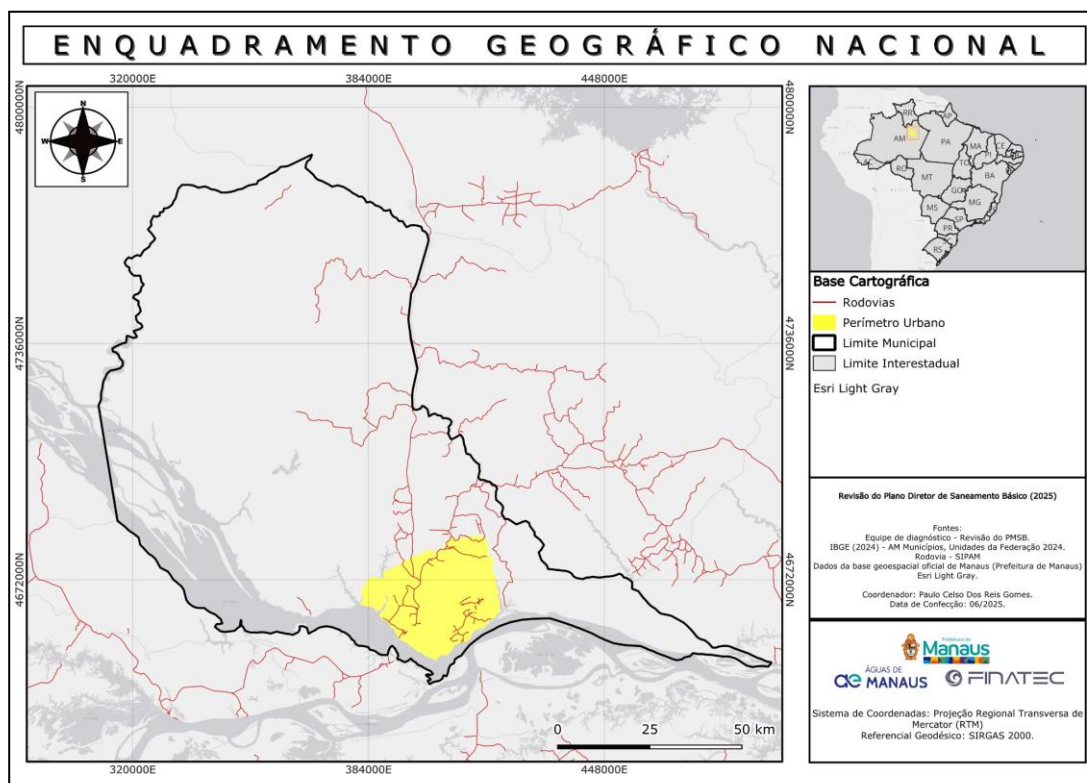 ENQUADRAMENTO GEOGRÁFICO NACIONAL
320000E 384000E 448000E
4800000N 4800000N
4736000N 4736000N
4672000N 4672000N
320000E 384000E 448000E
N
W E
S
0 25 50 km
RR
AP
AM
PA
MA
CE
PI
TO
RO
MT
BA
GO
MG
MS
SP
PR
RS
Base Cartográfica
Rodovias
Perímetro Urbano
Limite Municipal
Limite Interestadual
Esri Light Gray
Revisão do Plano Diretor de Saneamento Básico (2025)
Fontes:
Equipe de diagnóstico - Revisão do PMSB.
IBGE (2024) - AM Municípios, Unidades da Federação 2024.
Rodovia - SIPAM
Dados da base geoespacial oficial de Manaus (Prefeitura de Manaus)
Esri Light Gray.
Coordenador: Paulo Celso Dos Reis Gomes.
Data de Confecção: 06/2025.
Prefeitura de
Manaus
ÁGUAS DE
MANAUS
FINATEC
Sistema de Coordenadas: Projeção Regional Transversa de
Mercator (RTM)
Referencial Geodésico: SIRGAS 2000.